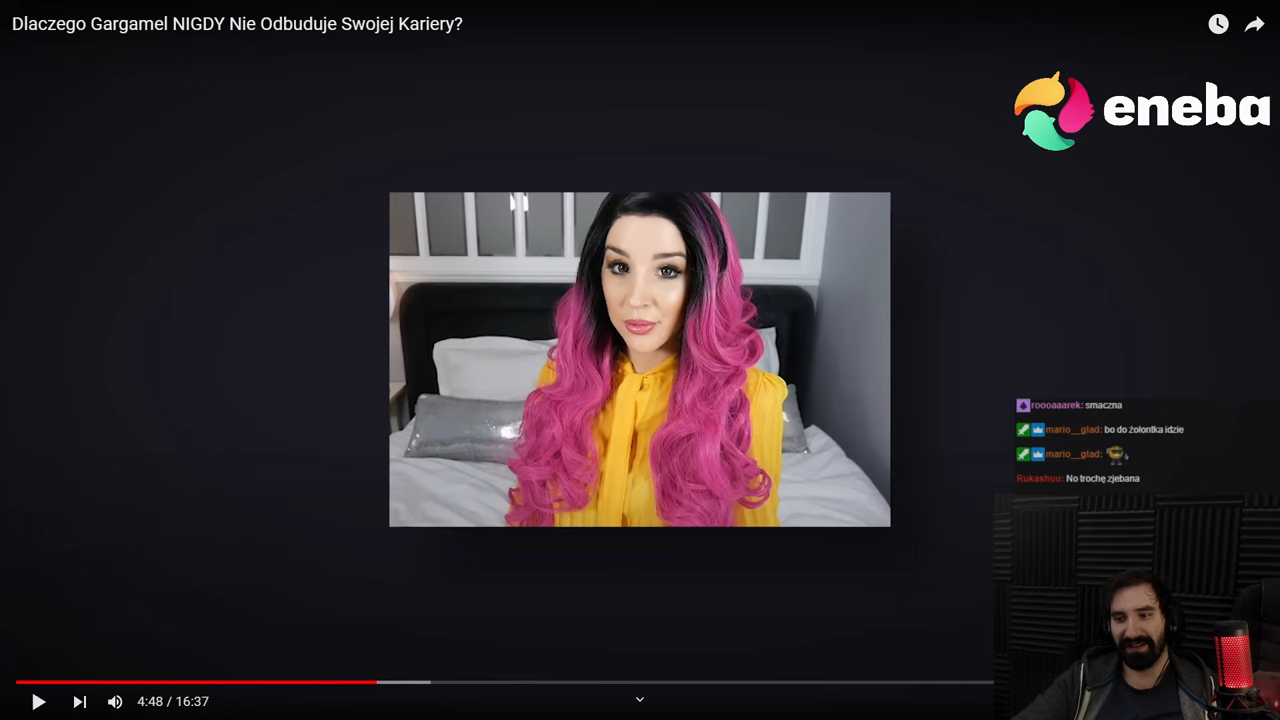 Dlaczego Gargamel NIGDY Nie Odbuduje Swojej Kariery?
eneba
roooaaarek: smaczna
mario__glad: bo do żołontka idzie
mario__glad:
Rukashuu: No trochę zjebana
4:48 / 16:37